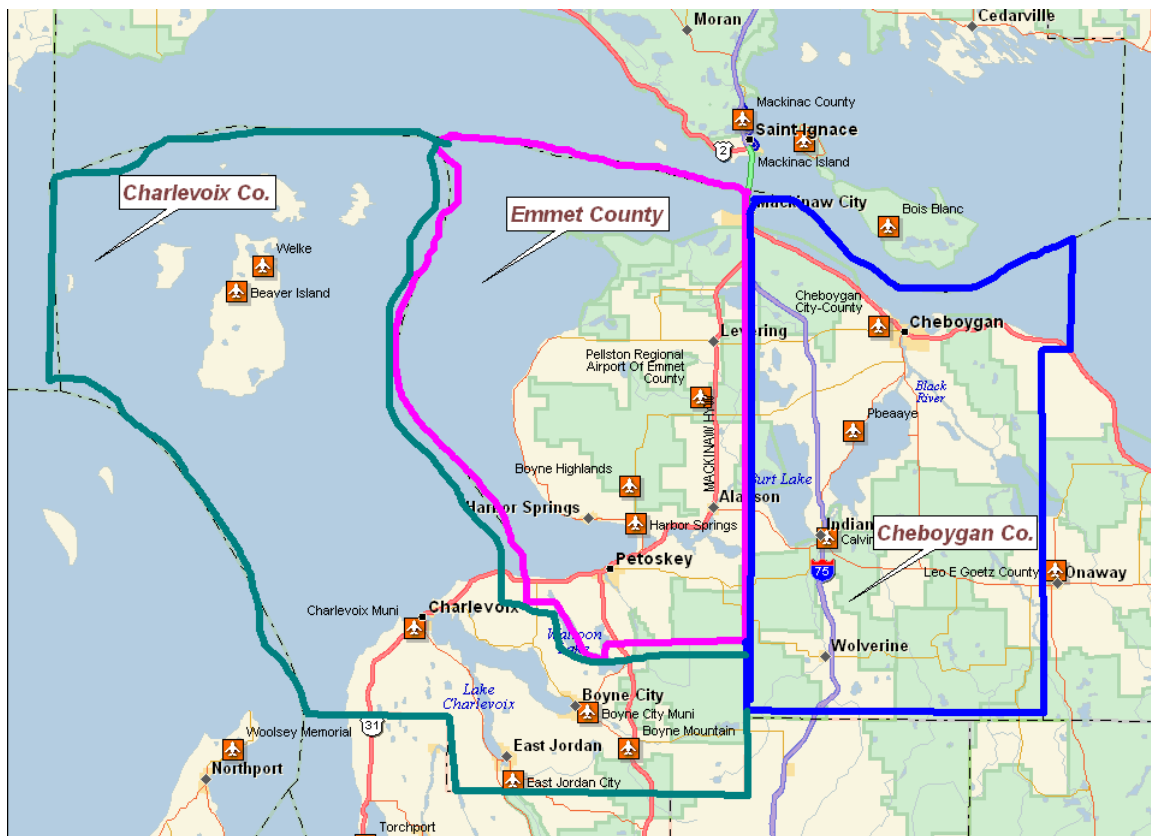 Moran
Cedarville
Mackinac County
Saint Ignace
2
Mackinac Island
Charlevoix Co.
Emmet County
Mackinaw City
Bois Blanc
Welke
Beaver Island
Cheboygan
City-County
Cheboygan
Levering
Pellston Regional
Airport Of Emmet
County
MACKINAW HWY
Black
River
Pbeaaye
Boyne Highlands
Burt Lake
Harbor Springs
Alanson
Harbor Springs
Indian
Calvin
Cheboygan Co.
Petoskey
75
Leo E Goetz County
Onaway
Charlevoix Muni
Charlevoix
Walloon
Lake
Wolverine
Lake
Charlevoix
Boyne City
Boyne City Muni
31
Woolsey Memorial
Boyne Mountain
East Jordan
Northport
East Jordan City
Torchport